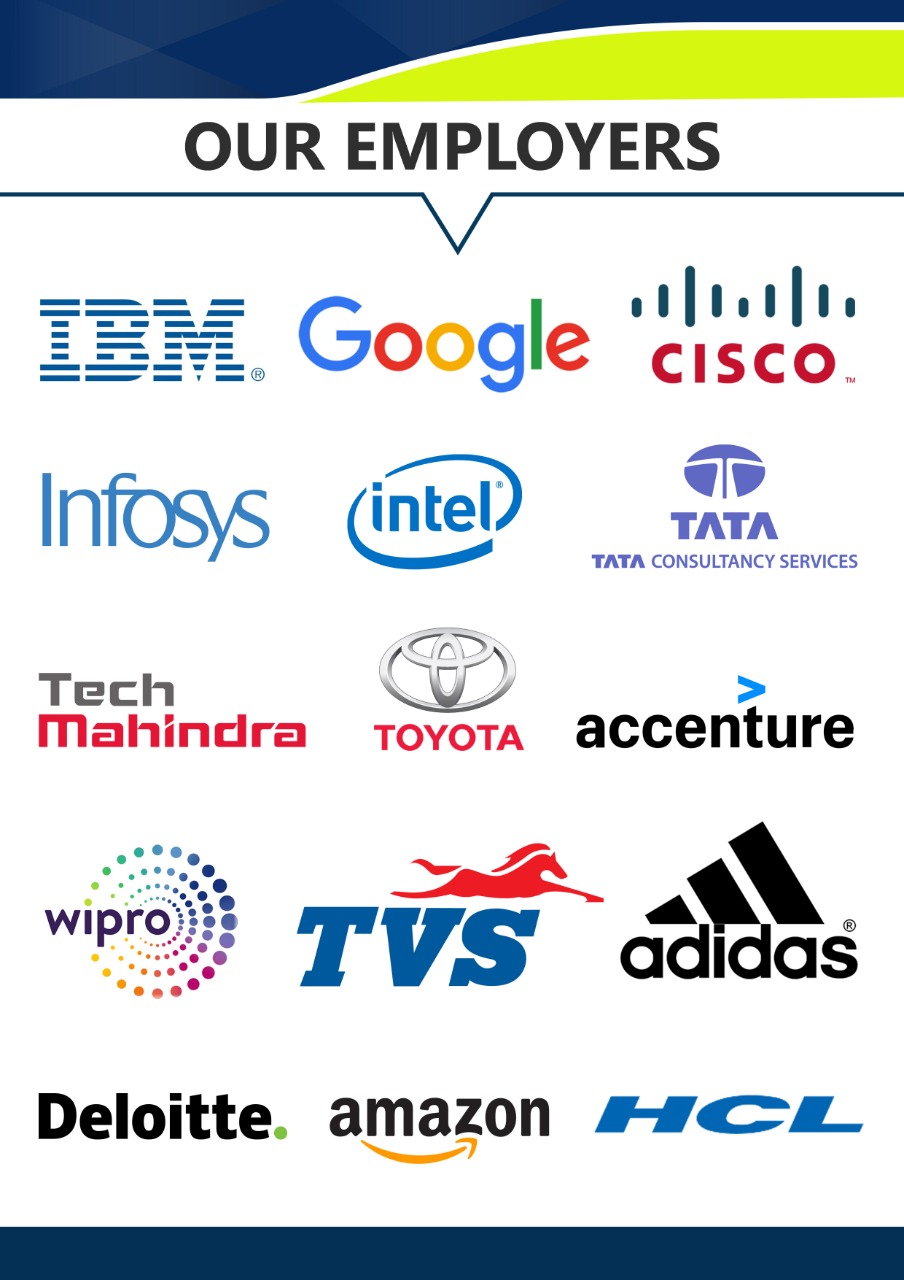 OUR EMPLOYERS
IBM®
Google
CISCO™
Infosys
intel®
TATA
TATA CONSULTANCY SERVICES
Tech
Mahindra
TOYOTA
accenture
wipro
TVS
adidas®
Deloitte.
amazon
HCL